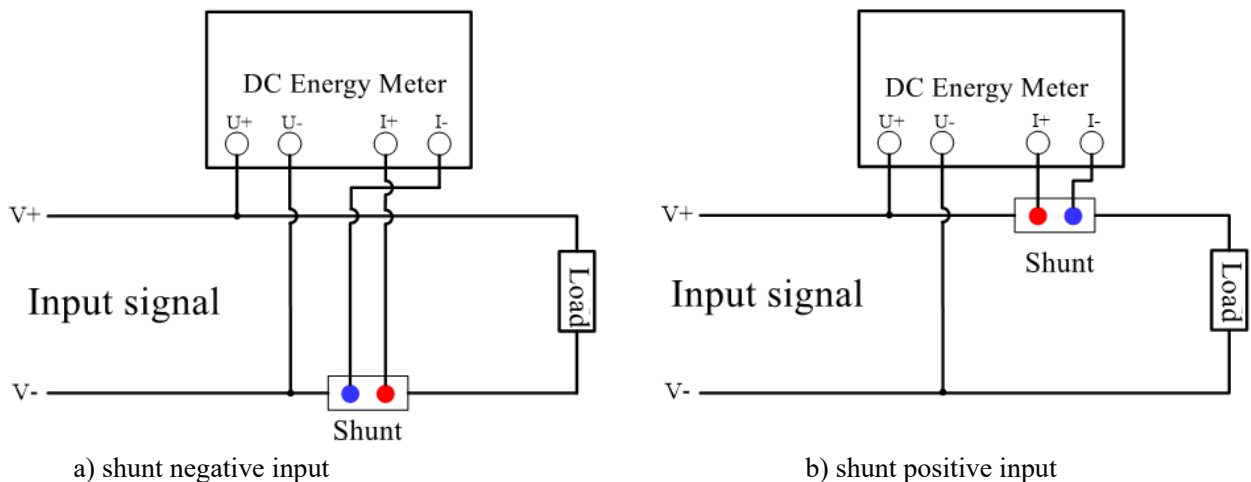 DC Energy Meter
U+ U- I+ I-
V+
Input signal
Load
V-
Shunt
a) shunt negative input
DC Energy Meter
U+ U- I+ I-
V+
Shunt
Input signal
Load
V-
b) shunt positive input